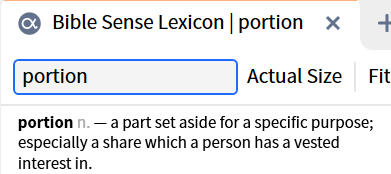 Bible Sense Lexicon | portion
portion Actual Size Fit
portion n. — a part set aside for a specific purpose;
especially a share which a person has a vested
interest in.